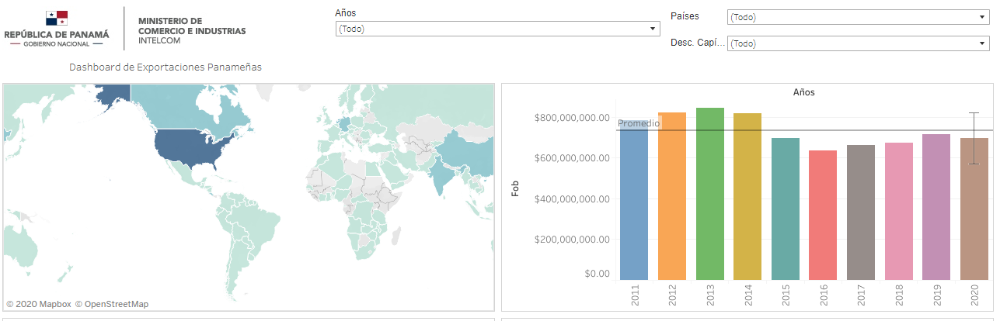 REPÚBLICA DE PANAMÁ
GOBIERNO NACIONAL
MINISTERIO DE
COMERCIO E INDUSTRIAS
INTELCOM
Años
(Todo)
Países
(Todo)
Desc. Capí...
(Todo)
Dashboard de Exportaciones Panameñas
© 2020 Mapbox © OpenStreetMap
Años
$800,000,000.00
$600,000,000.00
$400,000,000.00
$200,000,000.00
$0.00
Fob
Promedio
2011
2012
2013
2014
2015
2016
2017
2018
2019
2020